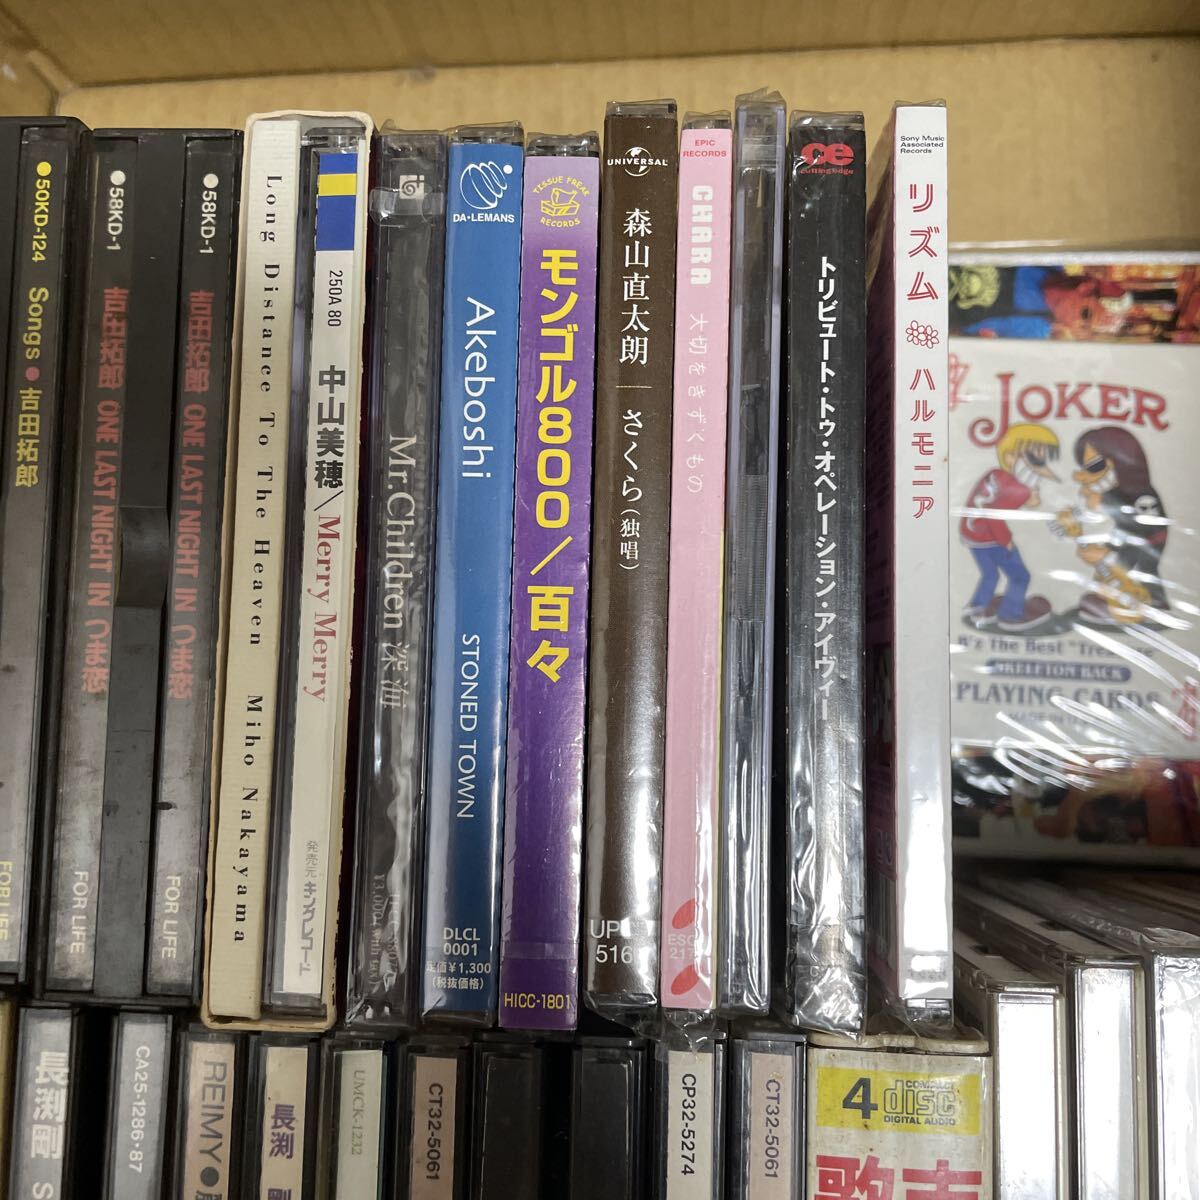 ●50KD-124 Songs●吉田拓郎
FOR LIFE
●58KD-1 吉田拓郎 ONE LAST NIGHT IN つま恋
FOR LIFE
●58KD-1 吉田拓郎 ONE LAST NIGHT IN つま恋
FOR LIFE
Long Distance To The Heaven Miho Nakayama
250A 80
中山美穂/Merry Merry
発売元 キングレコード
Mr.Children 深海
DA・LEMANS
Akeboshi
STONED TOWN
DLCL
0001
定価¥1,300
(税抜価格)
TISSUE FREAK
RECORDS
モンゴル800/百々
HICC-1801
UNIVERSAL
森山直太朗 さくら(独唱)
EPIC
RECORDS
CHARA 大切をきずくもの
ce
cutting edge
トリビュート・トゥ・オペレーション・アイヴィー
Sony Music
Associated
Records
リズム ハルモニア
JOKER
SKELETON BACK
PLAYING CARDS
長渕剛 S
CA25-1286・87
REIMY●
長渕
UMCK-1232
CT32-5061
CP32-5274
CT32-5061
4 COMPACT
disc
DIGITAL AUDIO